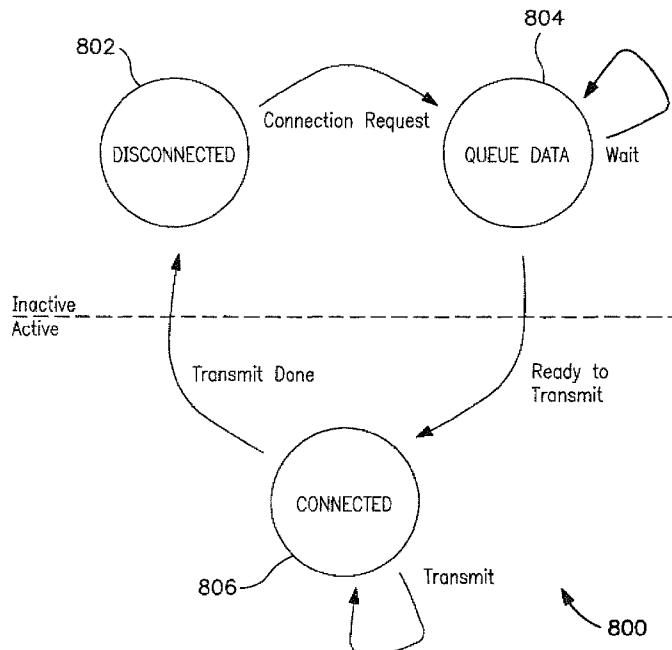 802
804
DISCONNECTED
Connection Request
QUEUE DATA
Wait
Inactive
Active
Transmit Done
Ready to
Transmit
CONNECTED
806
Transmit
800